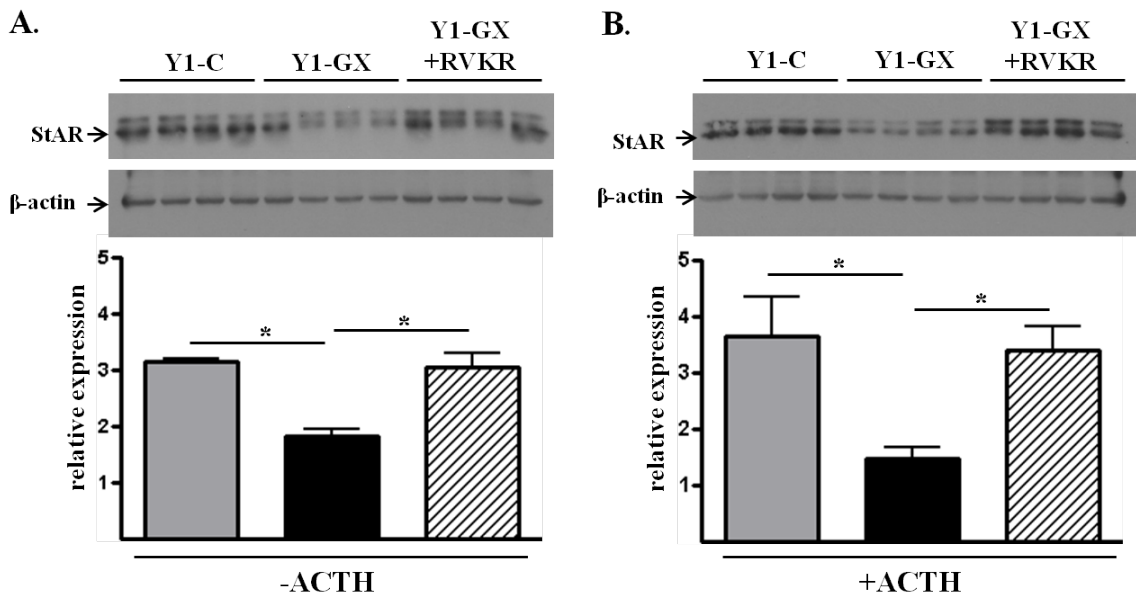 A.
Y1-C
Y1-GX
Y1-GX
+RVKR
StAR
β-actin
relative expression
5
4
3
2
1
*
*
-ACTH
B.
Y1-C
Y1-GX
Y1-GX
+RVKR
StAR
β-actin
relative expression
5
4
3
2
1
*
*
+ACTH